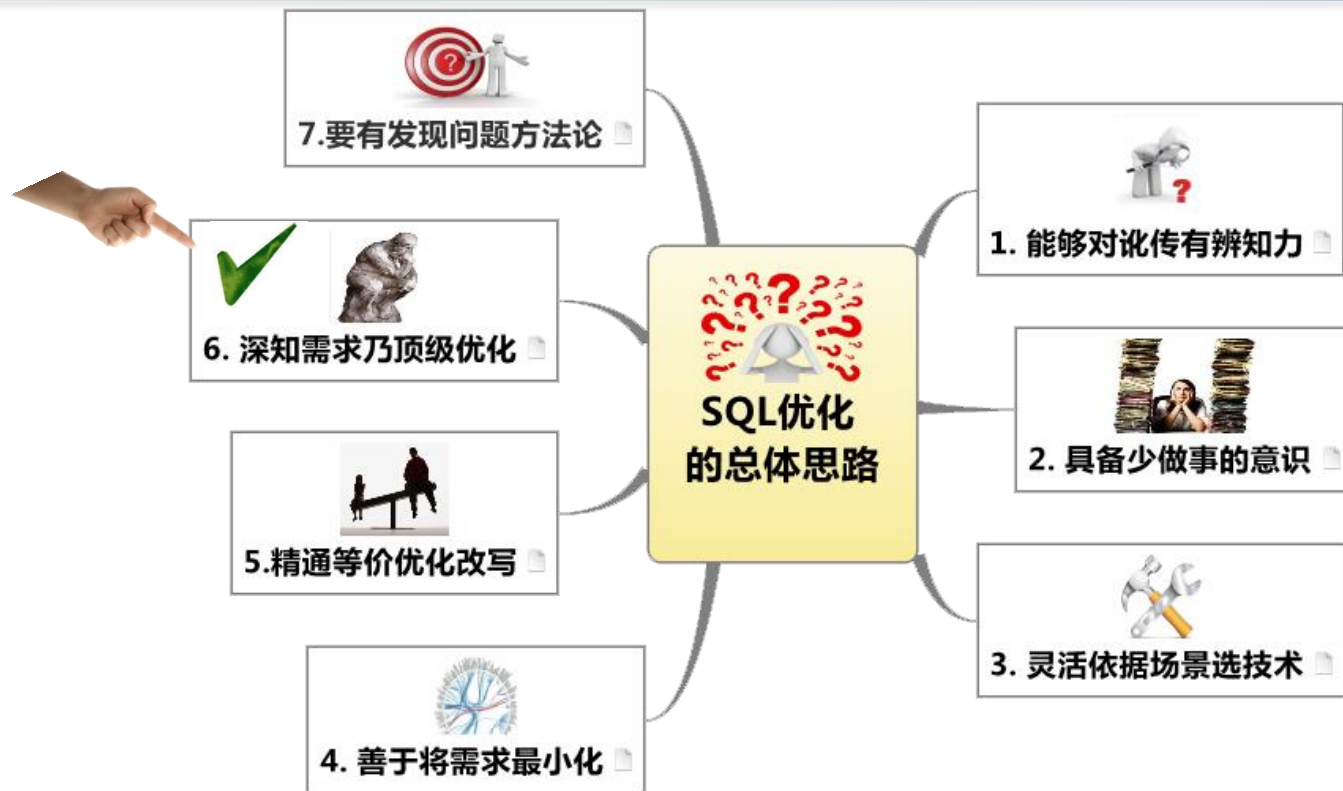 7.要有发现问题方法论
6. 深知需求乃顶级优化
5.精通等价优化改写
4. 善于将需求最小化
SQL优化
的总体思路
1. 能够对讹传有辨知力
2. 具备少做事的意识
3. 灵活依据场景选技术